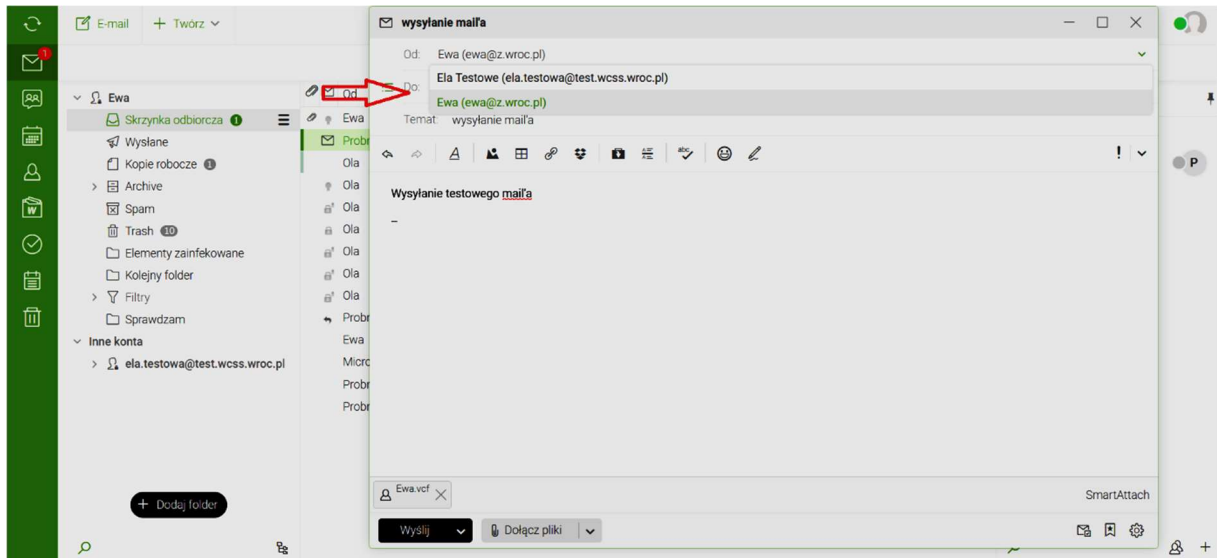 E-mail
+ Twórz
1
Ewa
Skrzynka odbiorcza 1
Wysłane
Kopie robocze 1
Archive
Spam
Trash 10
Elementy zainfekowane
Kolejny folder
Filtry
Sprawdzam
Inne konta
ela.testowa@test.wcss.wroc.pl
+ Dodaj folder
Od
Ewa
Probr
Ola
Ola
Ola
Ola
Ola
Ola
Ola
Probr
Ewa
Micro
Probr
Probr
wysyłanie mail'a
Od: Ewa (ewa@z.wroc.pl)
Ela Testowe (ela.testowa@test.wcss.wroc.pl)
Do:
Ewa (ewa@z.wroc.pl)
Temat: wysyłanie mail'a
abc
!
Wysyłanie testowego mail'a
--
Ewa.vcf
SmartAttach
Wyślij
Dołącz pliki
P